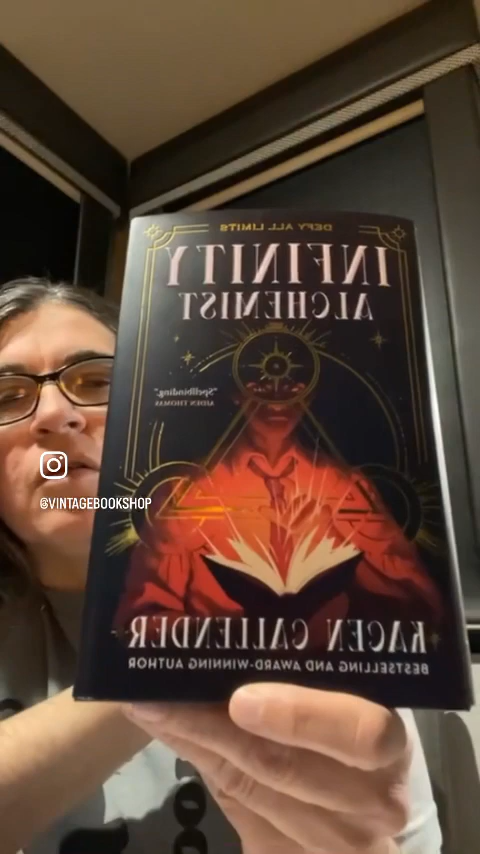 DEFY ALL LIMITS
INFINITY
ALCHEMIST
"Spellbinding."
AIDEN THOMAS
@VINTAGEBOOKSHOP
KACEN CALLENDER
BESTSELLING AND AWARD-WINNING AUTHOR